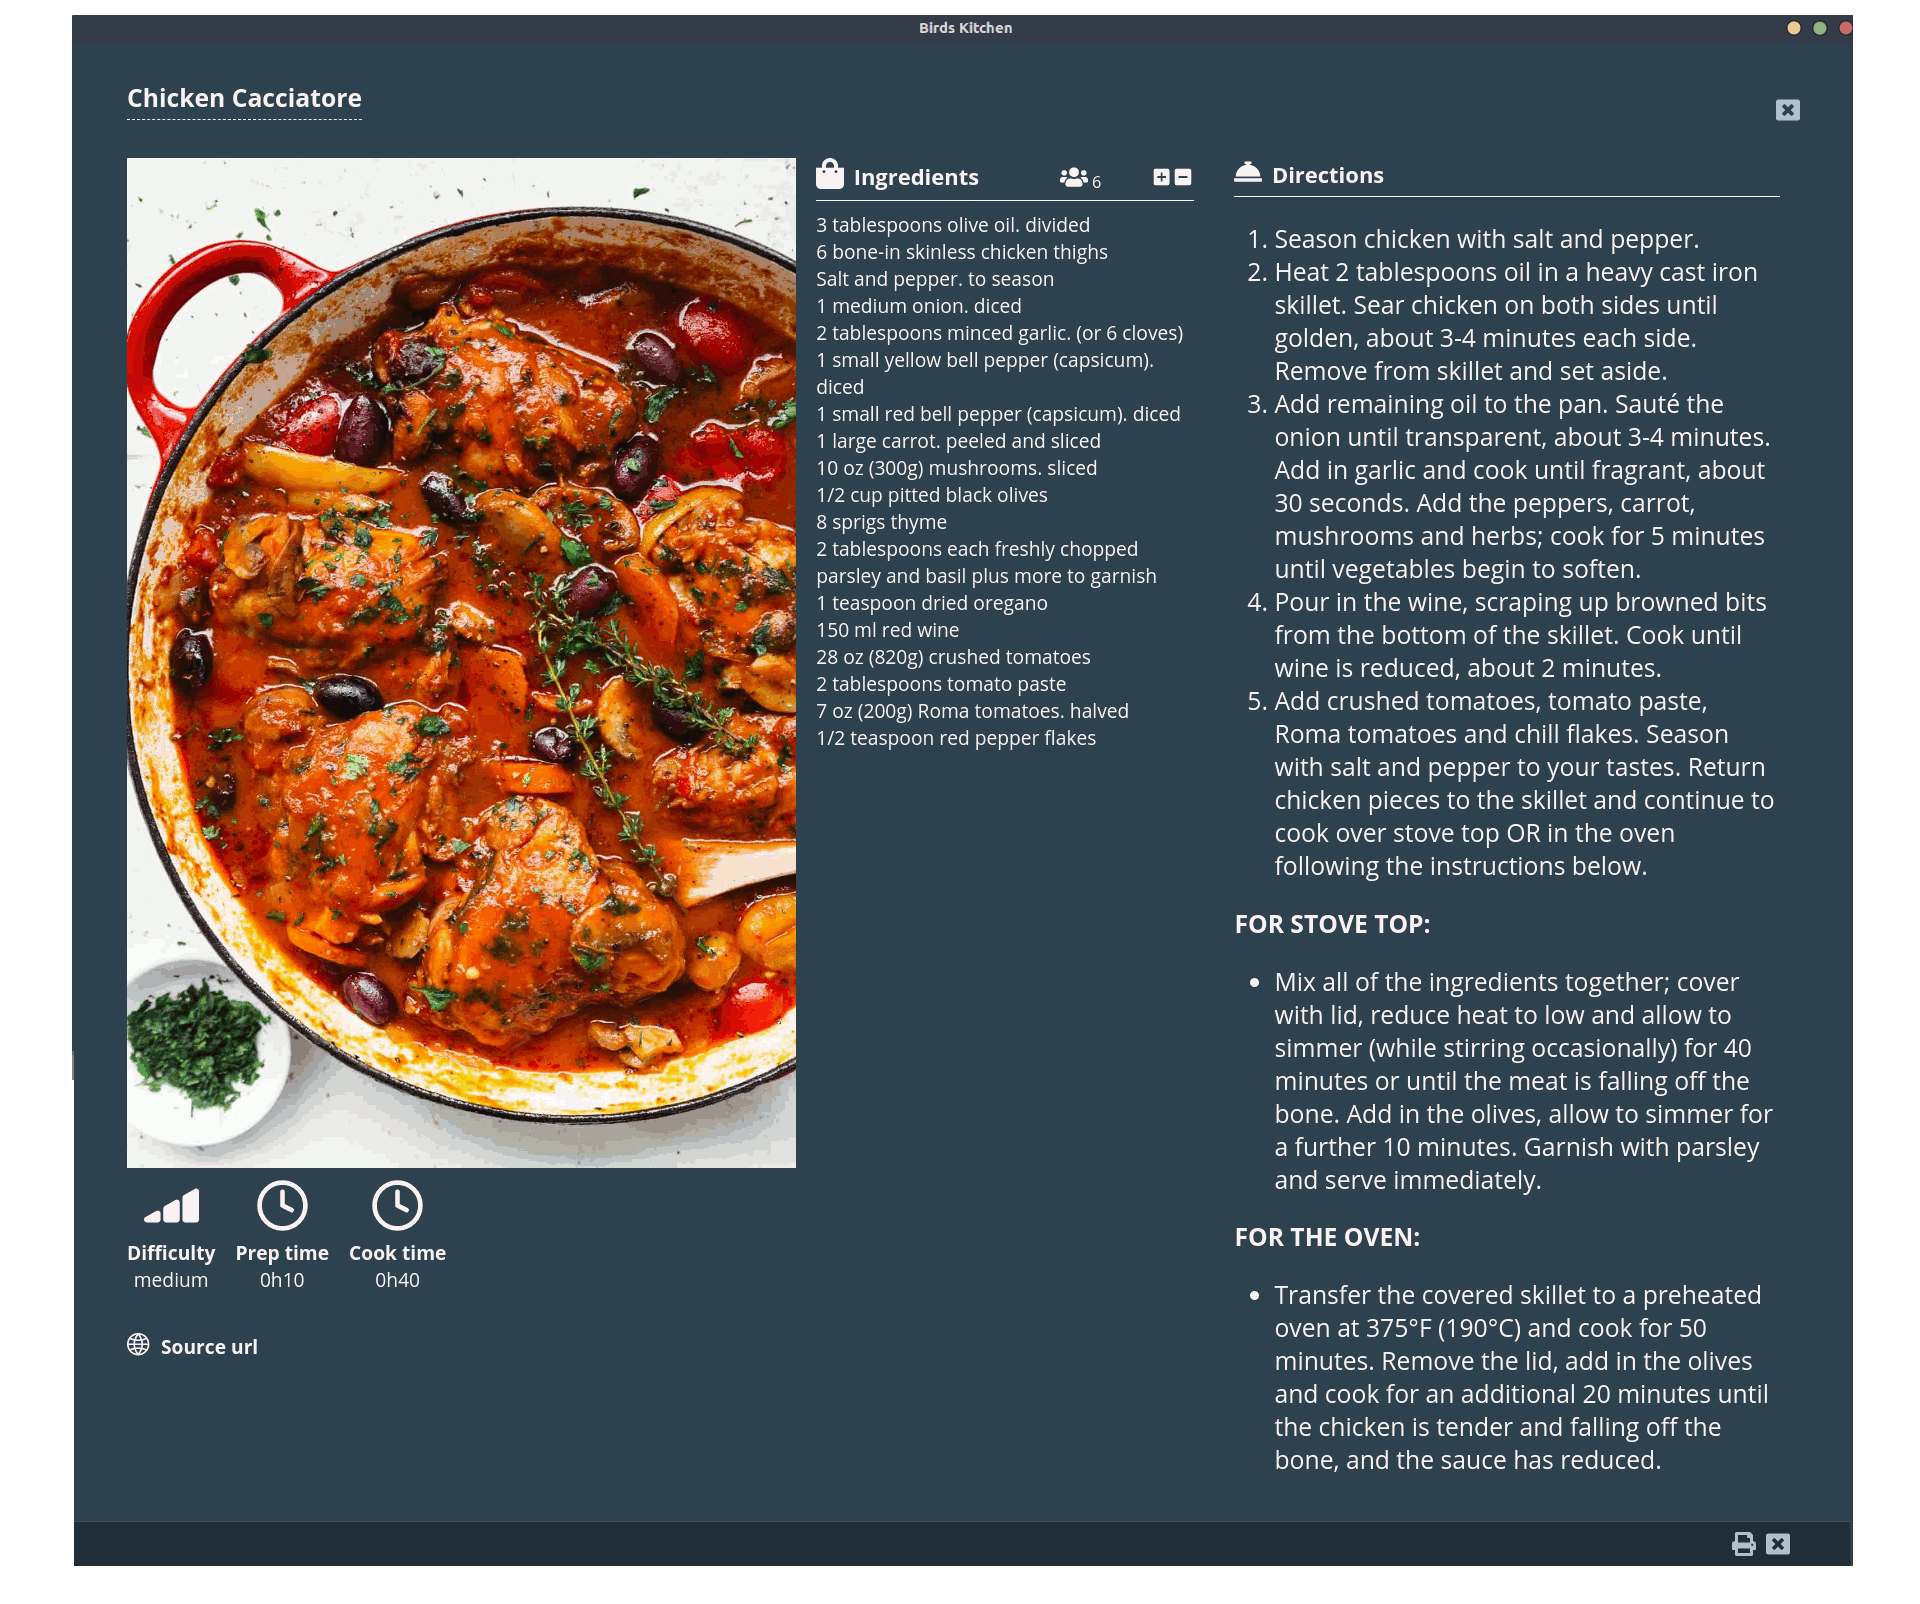 Birds Kitchen
Chicken Cacciatore
Ingredients
6
3 tablespoons olive oil. divided
6 bone-in skinless chicken thighs
Salt and pepper. to season
1 medium onion. diced
2 tablespoons minced garlic. (or 6 cloves)
1 small yellow bell pepper (capsicum).
diced
1 small red bell pepper (capsicum). diced
1 large carrot. peeled and sliced
10 oz (300g) mushrooms. sliced
1/2 cup pitted black olives
8 sprigs thyme
2 tablespoons each freshly chopped
parsley and basil plus more to garnish
1 teaspoon dried oregano
150 ml red wine
28 oz (820g) crushed tomatoes
2 tablespoons tomato paste
7 oz (200g) Roma tomatoes. halved
1/2 teaspoon red pepper flakes
Directions
1. Season chicken with salt and pepper.
2. Heat 2 tablespoons oil in a heavy cast iron
skillet. Sear chicken on both sides until
golden, about 3-4 minutes each side.
Remove from skillet and set aside.
3. Add remaining oil to the pan. Sauté the
onion until transparent, about 3-4 minutes.
Add in garlic and cook until fragrant, about
30 seconds. Add the peppers, carrot,
mushrooms and herbs; cook for 5 minutes
until vegetables begin to soften.
4. Pour in the wine, scraping up browned bits
from the bottom of the skillet. Cook until
wine is reduced, about 2 minutes.
5. Add crushed tomatoes, tomato paste,
Roma tomatoes and chill flakes. Season
with salt and pepper to your tastes. Return
chicken pieces to the skillet and continue to
cook over stove top OR in the oven
following the instructions below.
FOR STOVE TOP:
• Mix all of the ingredients together; cover
with lid, reduce heat to low and allow to
simmer (while stirring occasionally) for 40
minutes or until the meat is falling off the
bone. Add in the olives, allow to simmer for
a further 10 minutes. Garnish with parsley
and serve immediately.
FOR THE OVEN:
• Transfer the covered skillet to a preheated
oven at 375°F (190°C) and cook for 50
minutes. Remove the lid, add in the olives
and cook for an additional 20 minutes until
the chicken is tender and falling off the
bone, and the sauce has reduced.
Difficulty
medium
Prep time
0h10
Cook time
0h40
Source url